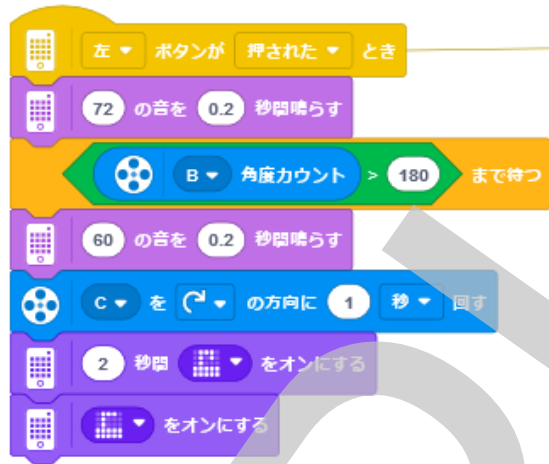 左 ボタンが 押された とき
72 の音を 0.2 秒間鳴らす
B 角度カウント > 180 まで待つ
60 の音を 0.2 秒間鳴らす
C を の方向に 1 秒 回す
2 秒間 をオンにする
をオンにする